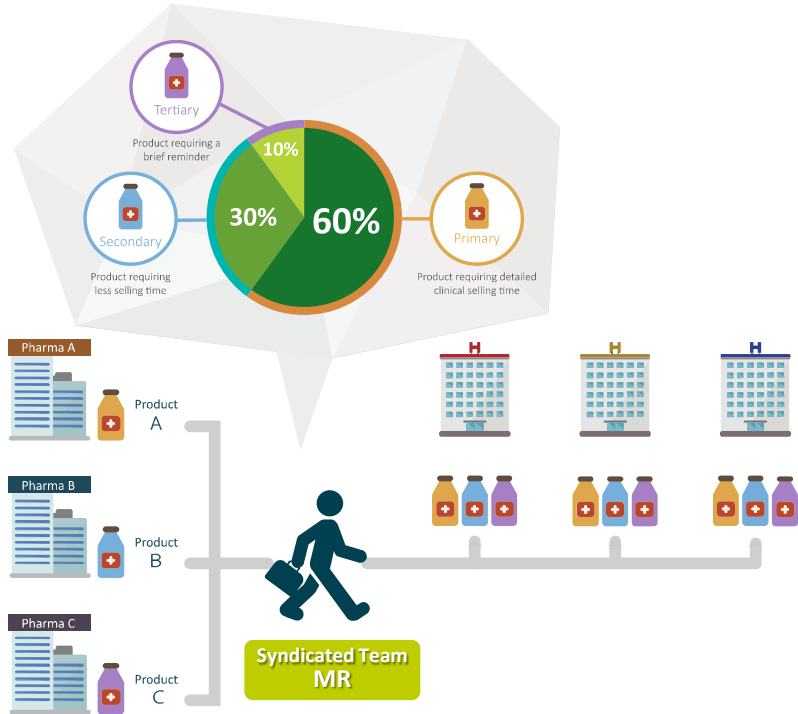 Tertiary
Product requiring a
brief reminder
10%
30%
60%
Secondary
Product requiring
less selling time
Primary
Product requiring detailed
clinical selling time
Pharma A
Product
A
H
H
H
Pharma B
Product
B
Pharma C
Product
C
Syndicated Team
MR